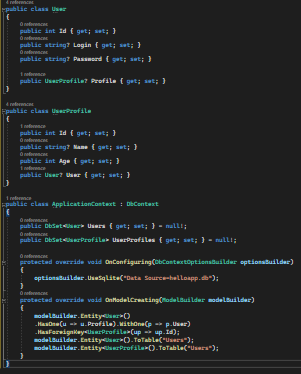 4 references
public class User
{
0 references
public int Id { get; set; }
0 references
public string? Login { get; set; }
0 references
public string? Password { get; set; }
1 reference
public UserProfile? Profile { get; set; }
}
4 references
public class UserProfile
{
1 reference
public int Id { get; set; }
0 references
public string? Name { get; set; }
0 references
public int Age { get; set; }
1 reference
public User? User { get; set; }
}
1 reference
public class ApplicationContext : DbContext
{
0 references
public DbSet<User> Users { get; set; } = null!;
0 references
public DbSet<UserProfile> UserProfiles { get; set; } = null!;
0 references
protected override void OnConfiguring(DbContextOptionsBuilder optionsBuilder)
{
optionsBuilder.UseSqlite("Data Source=helloapp.db");
}
0 references
protected override void OnModelCreating(ModelBuilder modelBuilder)
{
modelBuilder.Entity<User>()
.HasOne(u => u.Profile).WithOne(p => p.User)
.HasForeignKey<UserProfile>(up => up.Id);
modelBuilder.Entity<User>().ToTable("Users");
modelBuilder.Entity<UserProfile>().ToTable("Users");
}
}